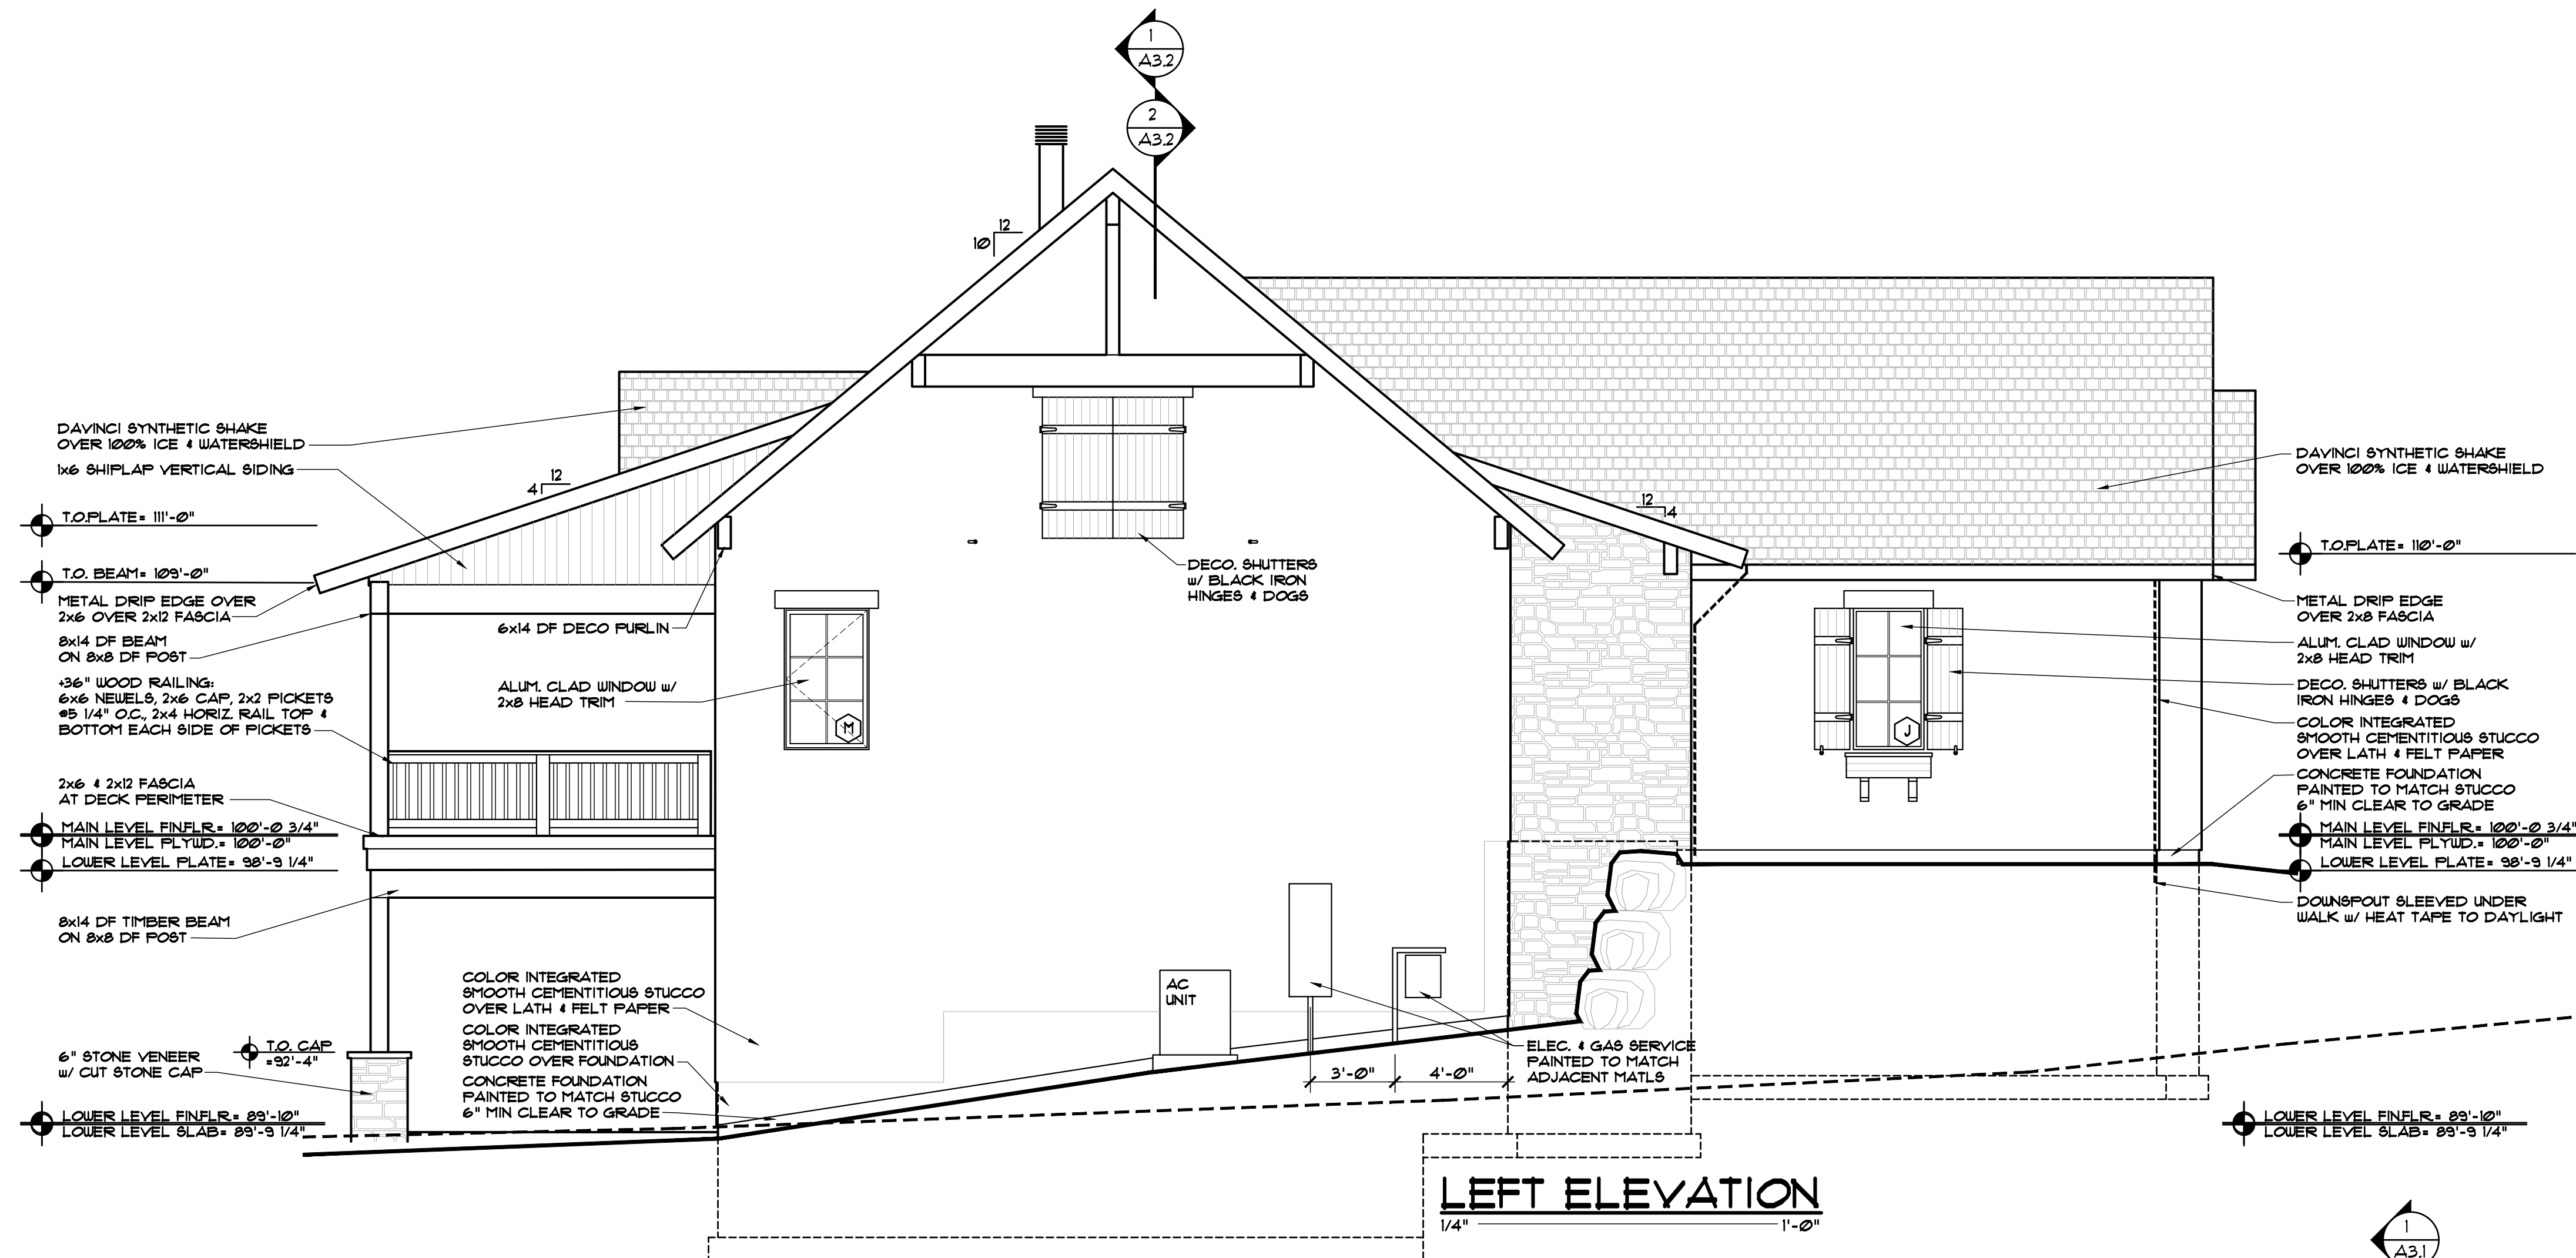 1
A3.2
2
A3.2
12
10
DAVINCI SYNTHETIC SHAKE
OVER 100% ICE & WATERSHIELD
1x6 SHIPLAP VERTICAL SIDING
12
4
T.O.PLATE= 111'-0"
T.O. BEAM= 109'-0"
METAL DRIP EDGE OVER
2x6 OVER 2x12 FASCIA
8x14 DF BEAM
ON 8x8 DF POST
+36" WOOD RAILING:
6x6 NEWELS, 2x6 CAP, 2x2 PICKETS
@5 1/4" O.C., 2x4 HORIZ. RAIL TOP &
BOTTOM EACH SIDE OF PICKETS
2x6 & 2x12 FASCIA
AT DECK PERIMETER
MAIN LEVEL FIN.FLR.= 100'-0 3/4"
MAIN LEVEL PLYWD.= 100'-0"
LOWER LEVEL PLATE= 98'-9 1/4"
8x14 DF TIMBER BEAM
ON 8x8 DF POST
6" STONE VENEER
w/ CUT STONE CAP
T.O. CAP
=92'-4"
LOWER LEVEL FIN.FLR.= 89'-10"
LOWER LEVEL SLAB= 89'-9 1/4"
6x14 DF DECO PURLIN
ALUM. CLAD WINDOW w/
2x8 HEAD TRIM
M
COLOR INTEGRATED
SMOOTH CEMENTITIOUS STUCCO
OVER LATH & FELT PAPER
COLOR INTEGRATED
SMOOTH CEMENTITIOUS
STUCCO OVER FOUNDATION
CONCRETE FOUNDATION
PAINTED TO MATCH STUCCO
6" MIN CLEAR TO GRADE
DECO. SHUTTERS
w/ BLACK IRON
HINGES & DOGS
AC
UNIT
3'-0"
4'-0"
ELEC. & GAS SERVICE
PAINTED TO MATCH
ADJACENT MATLS
12
4
J
DAVINCI SYNTHETIC SHAKE
OVER 100% ICE & WATERSHIELD
T.O.PLATE= 110'-0"
METAL DRIP EDGE
OVER 2x8 FASCIA
ALUM. CLAD WINDOW w/
2x8 HEAD TRIM
DECO. SHUTTERS w/ BLACK
IRON HINGES & DOGS
COLOR INTEGRATED
SMOOTH CEMENTITIOUS STUCCO
OVER LATH & FELT PAPER
CONCRETE FOUNDATION
PAINTED TO MATCH STUCCO
6" MIN CLEAR TO GRADE
MAIN LEVEL FIN.FLR.= 100'-0 3/4"
MAIN LEVEL PLYWD.= 100'-0"
LOWER LEVEL PLATE= 98'-9 1/4"
DOWNSPOUT SLEEVED UNDER
WALK w/ HEAT TAPE TO DAYLIGHT
LOWER LEVEL FIN.FLR.= 89'-10"
LOWER LEVEL SLAB= 89'-9 1/4"
LEFT ELEVATION
1/4" 1'-0"
1
A3.1